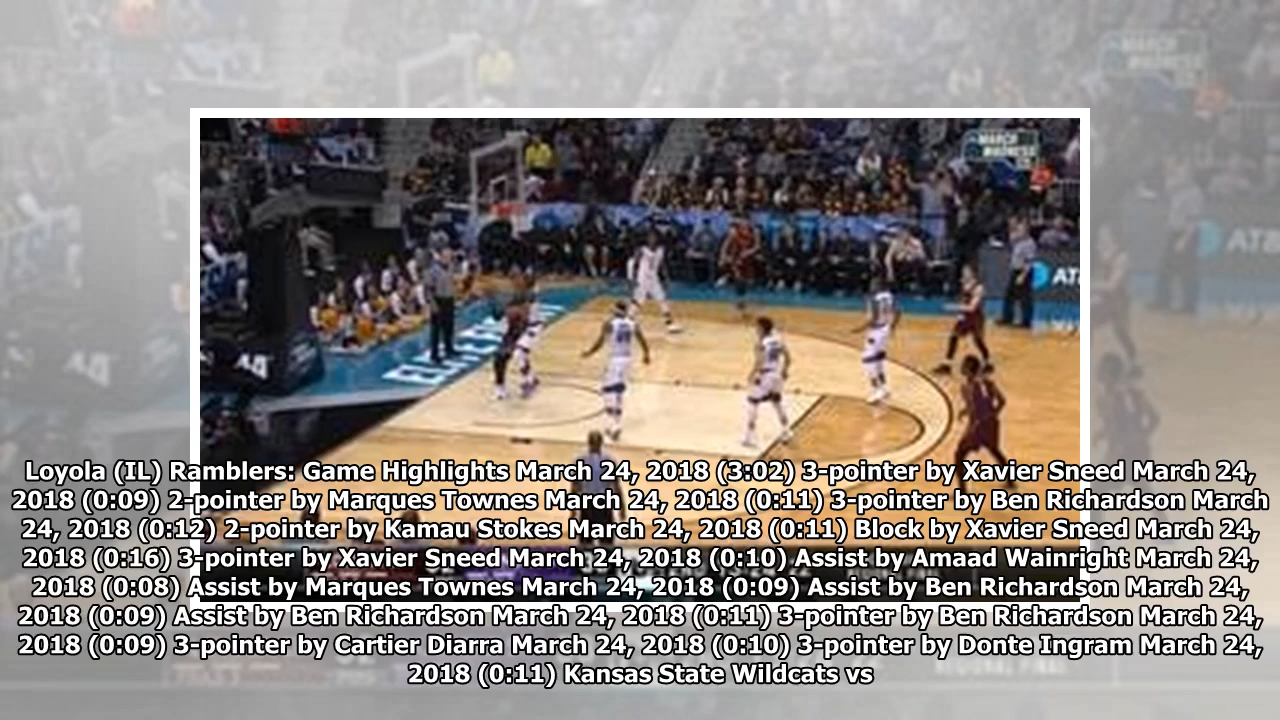 MARCH
MADNESS
AT&
Loyola (IL) Ramblers: Game Highlights March 24, 2018 (3:02) 3-pointer by Xavier Sneed March 24,
2018 (0:09) 2-pointer by Marques Townes March 24, 2018 (0:11) 3-pointer by Ben Richardson March
24, 2018 (0:12) 2-pointer by Kamau Stokes March 24, 2018 (0:11) Block by Xavier Sneed March 24,
2018 (0:16) 3-pointer by Xavier Sneed March 24, 2018 (0:10) Assist by Amaad Wainright March 24,
2018 (0:08) Assist by Marques Townes March 24, 2018 (0:09) Assist by Ben Richardson March 24,
2018 (0:09) Assist by Ben Richardson March 24, 2018 (0:11) 3-pointer by Ben Richardson March 24,
2018 (0:09) 3-pointer by Cartier Diarra March 24, 2018 (0:10) 3-pointer by Donte Ingram March 24,
2018 (0:11) Kansas State Wildcats vs